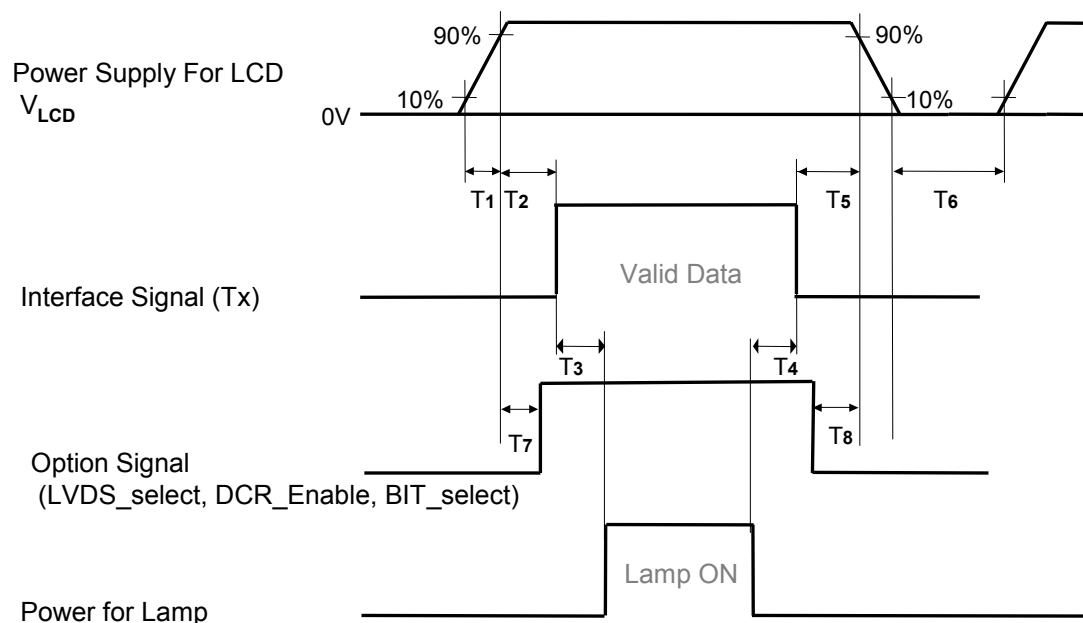 90%
90%
Power Supply For LCD
VLCD
10%
10%
0V
T1 T2 T5 T6
Valid Data
Interface Signal (Tx)
T3 T4
T7 T8
Option Signal
(LVDS_select, DCR_Enable, BIT_select)
Lamp ON
Power for Lamp